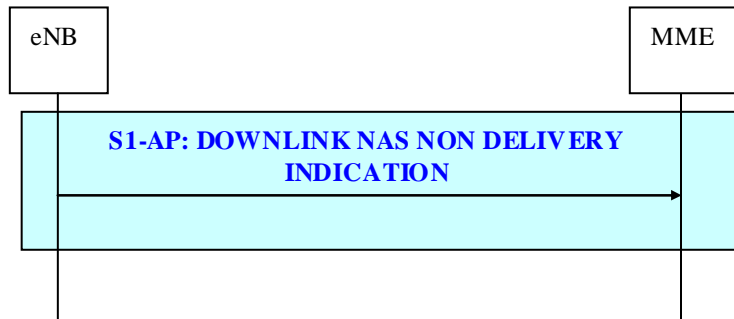 eNB
MME
S1-AP: DOWNLINK NAS NON DELIVERY
INDICATION